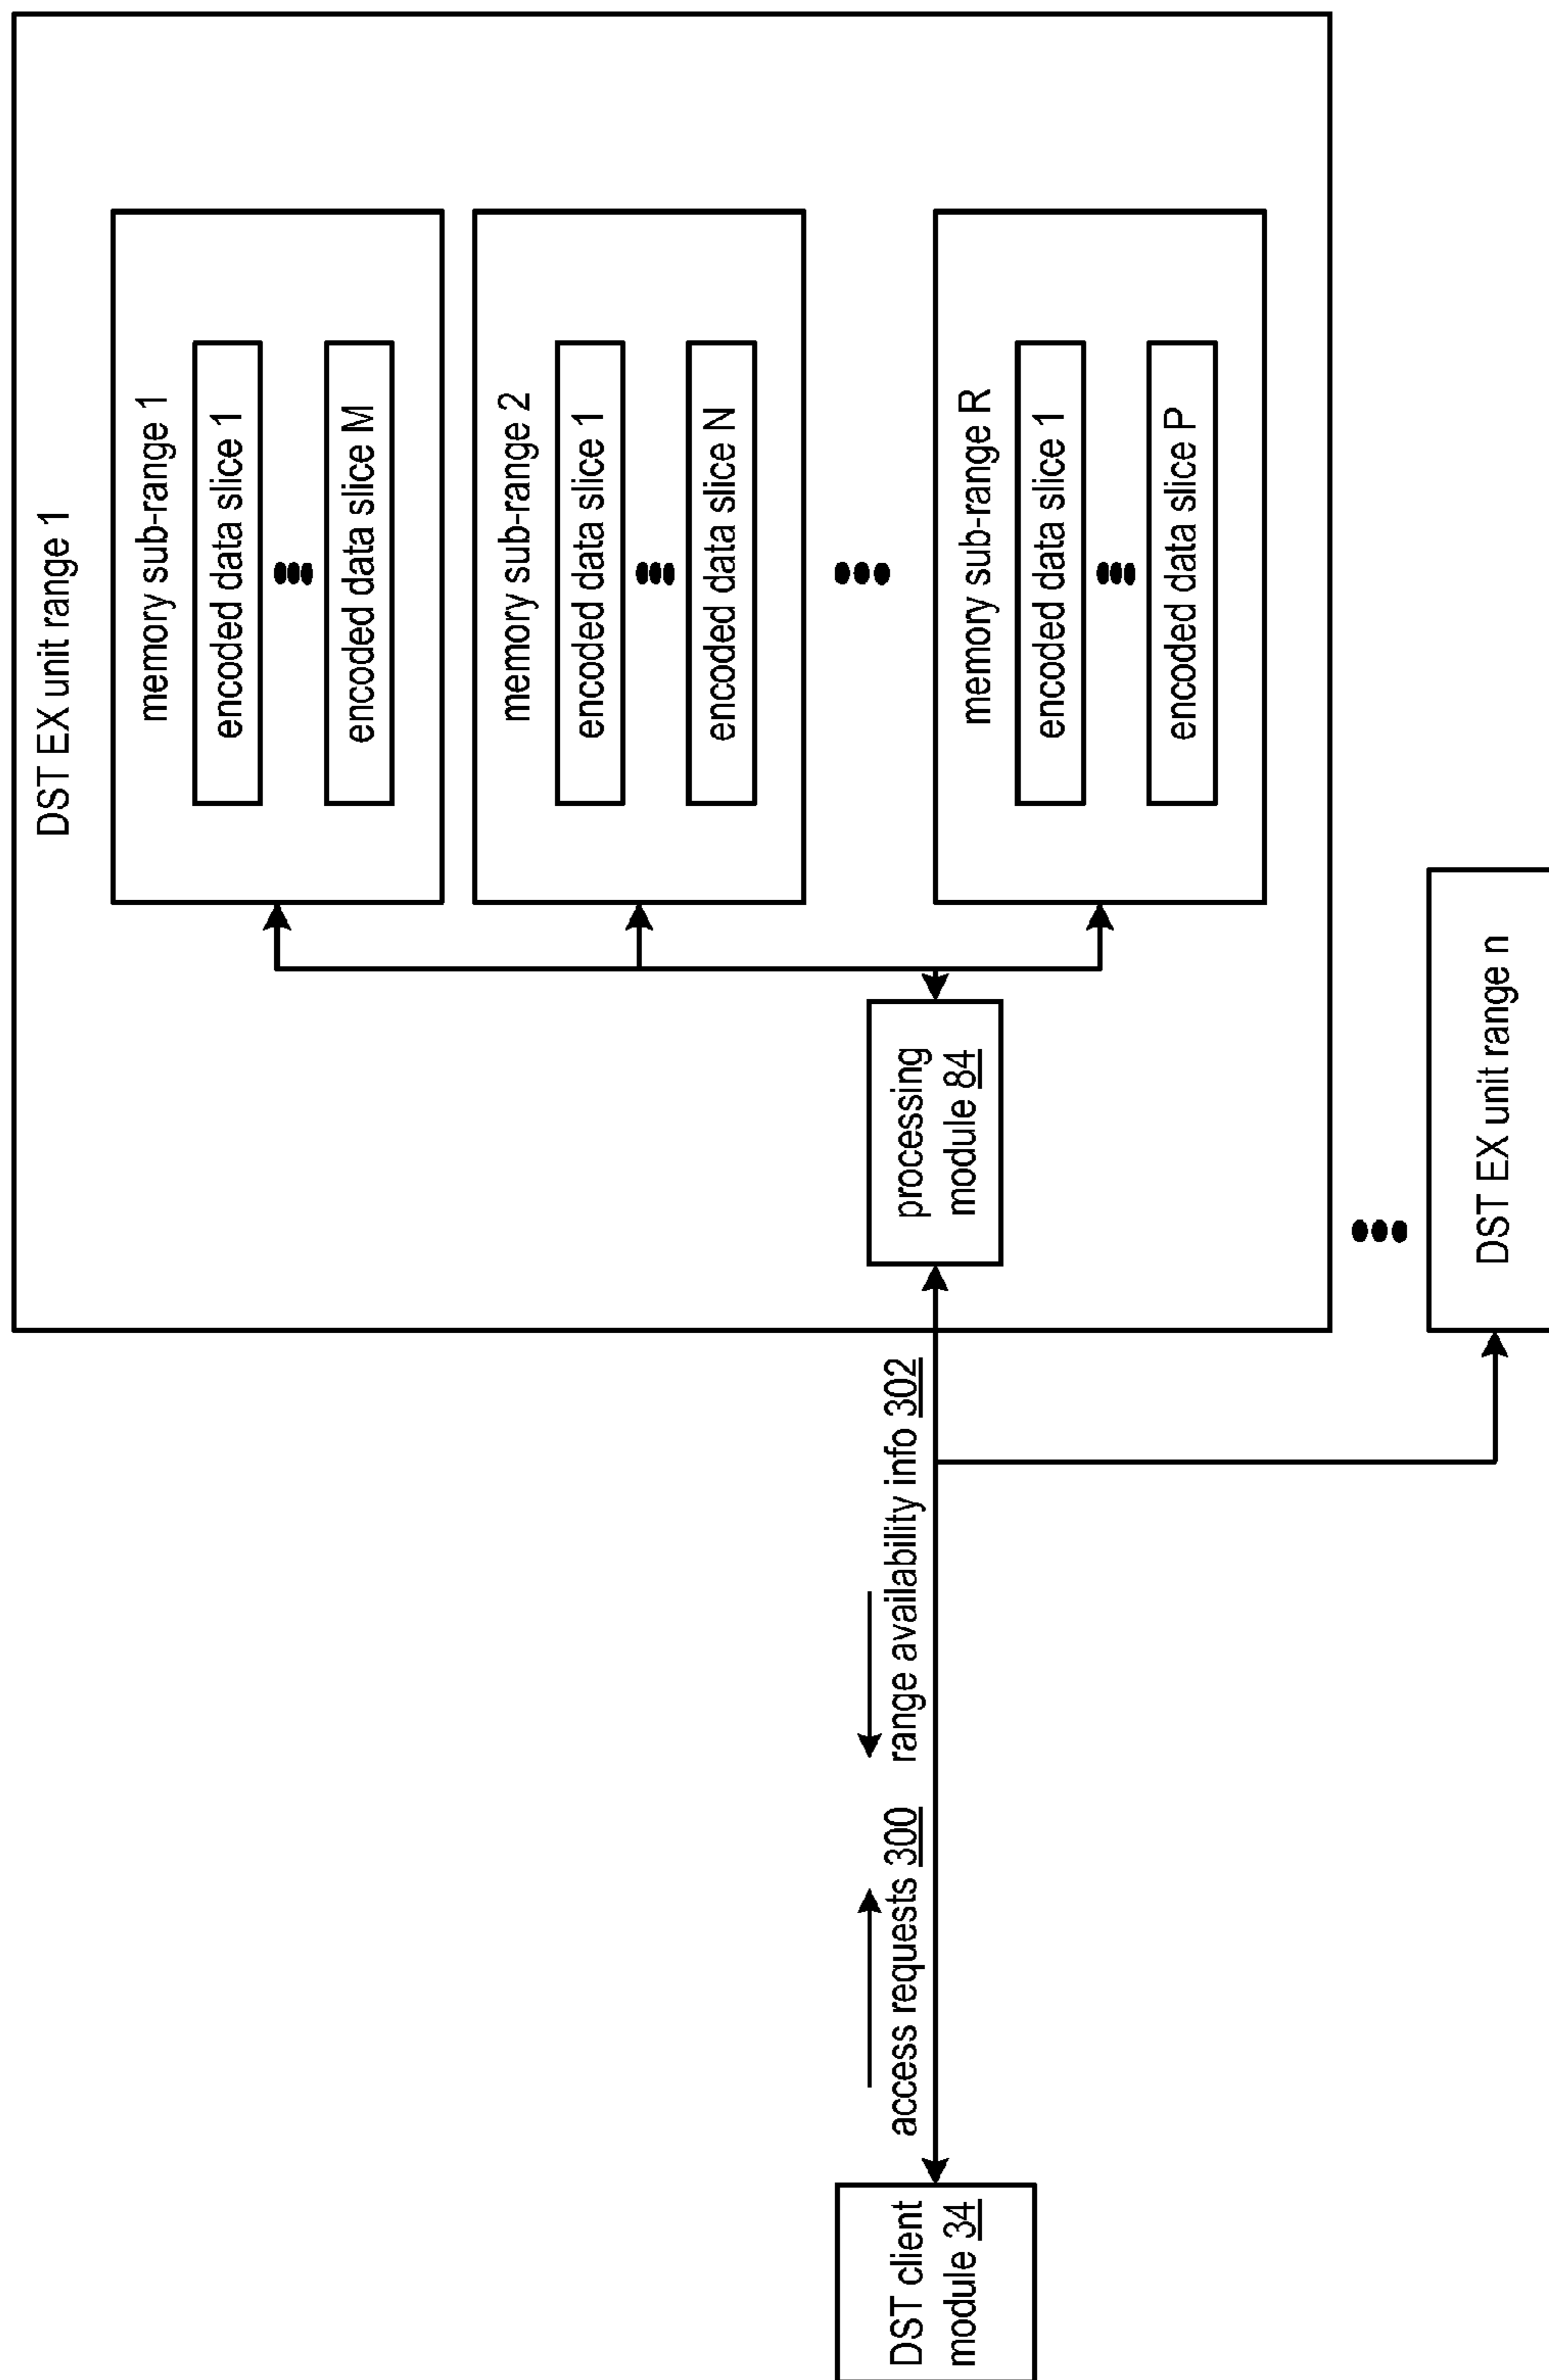 DST EX unit range 1
memory sub-range 1
encoded data slice 1
encoded data slice M
memory sub-range 2
encoded data slice 1
encoded data slice N
memory sub-range R
encoded data slice 1
encoded data slice P
processing
module 84
DST client
module 34
access requests 300
range availability info 302
DST EX unit range n